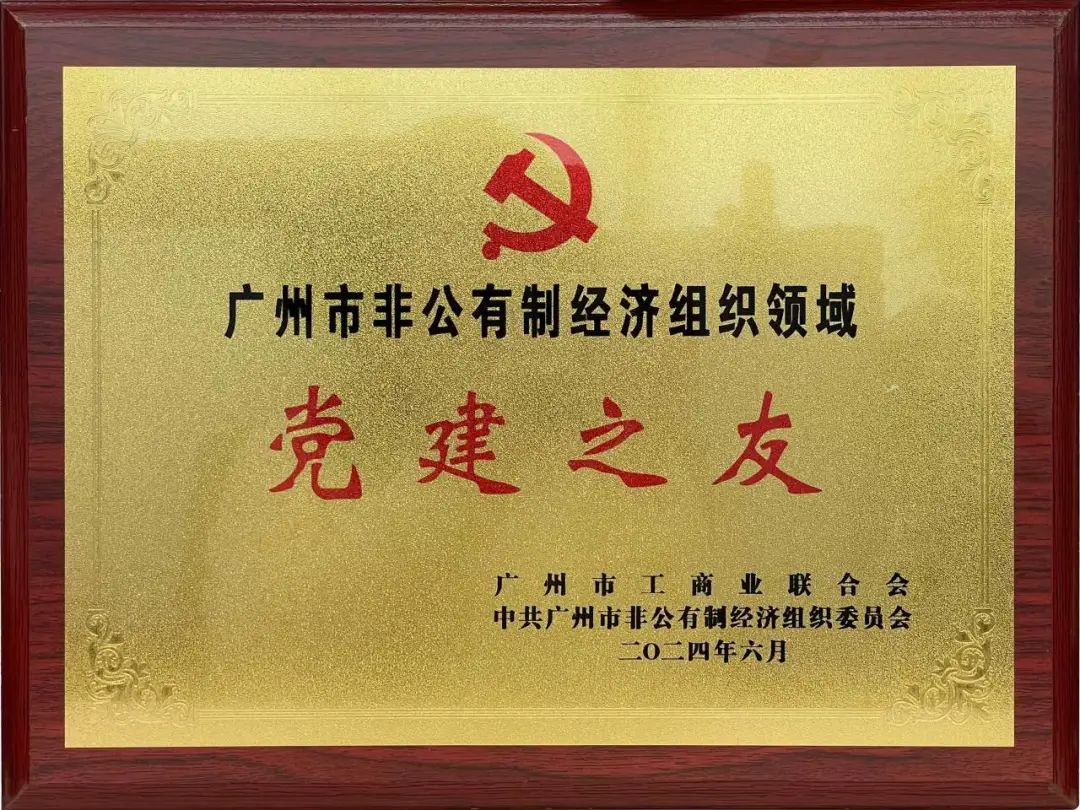 广州市非公有制经济组织领域
党建之友
广州市工商业联合会
中共广州市非公有制经济组织委员会
二〇二四年六月